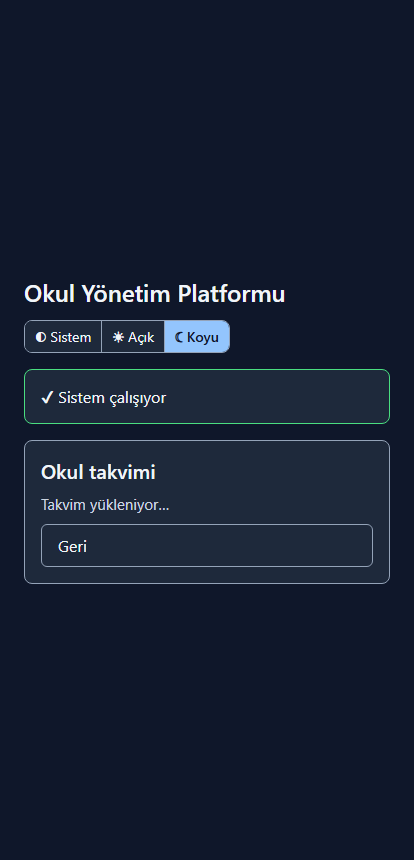 Okul Yönetim Platformu
Sistem Açık Koyu
✓ Sistem çalışıyor
Okul takvimi
Takvim yükleniyor...
Geri